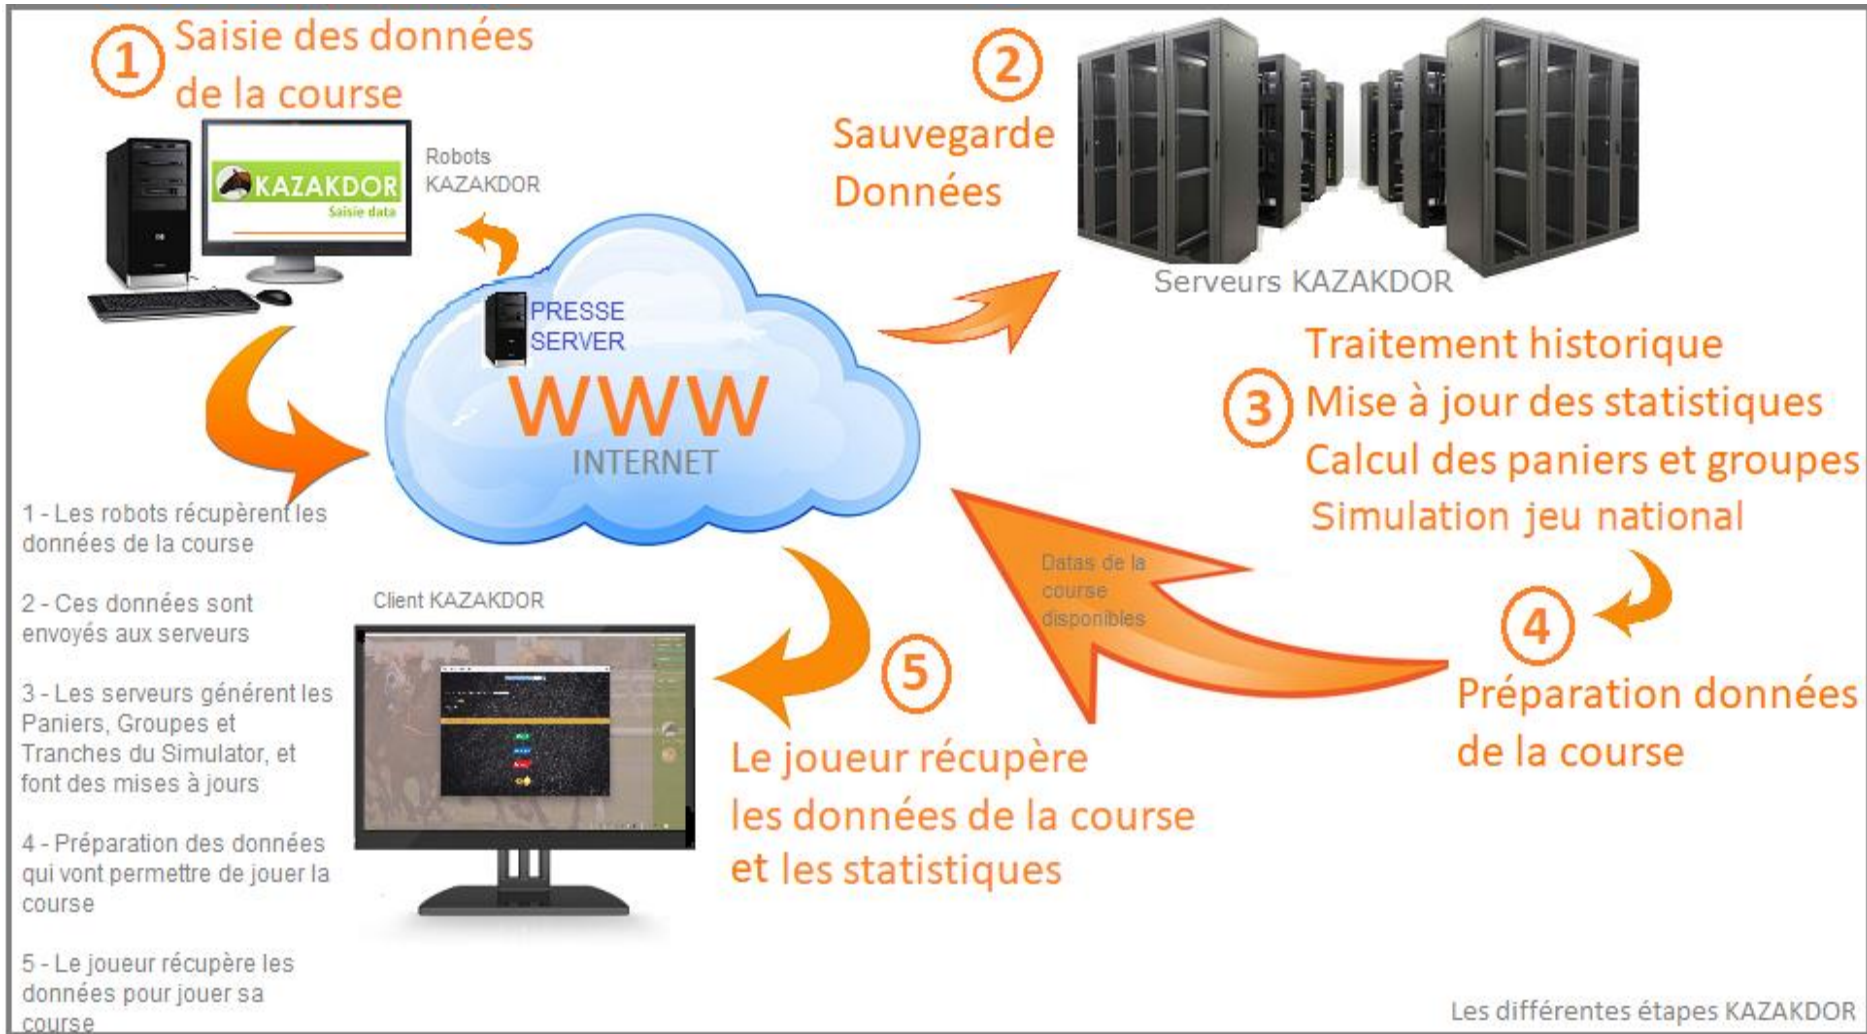 1
Saisie des données
de la course
KAZAKDOR
Saisie data
Robots
KAZAKDOR
2
Sauvegarde
Données
Serveurs KAZAKDOR
PRESSE
SERVER
WWW
INTERNET
3
Traitement historique
Mise à jour des statistiques
Calcul des paniers et groupes
Simulation jeu national
4
Préparation données
de la course
Datas de la
course
disponibles
5
Le joueur récupère
les données de la course
et les statistiques
Client KAZAKDOR
1 - Les robots récupèrent les
données de la course
2 - Ces données sont
envoyés aux serveurs
3 - Les serveurs générent les
Paniers, Groupes et
Tranches du Simulator, et
font des mises à jours
4 - Préparation des données
qui vont permettre de jouer la
course
5 - Le joueur récupère les
données pour jouer sa
course
Les différentes étapes KAZAKDOR